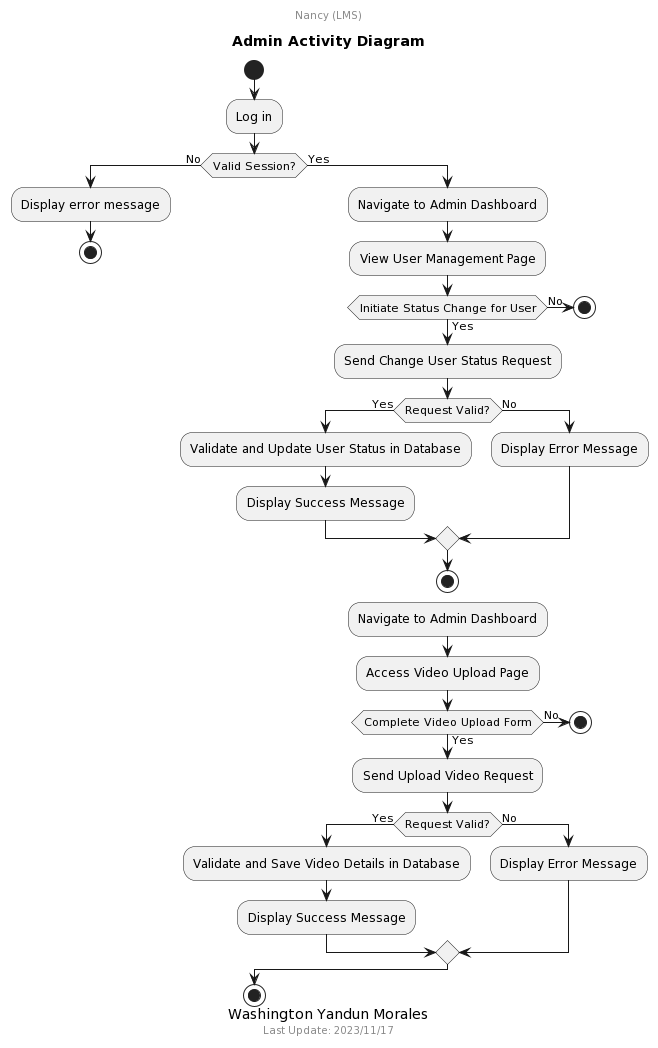 Nancy (LMS)
Admin Activity Diagram
Log in
No
Valid Session?
Yes
Display error message
Navigate to Admin Dashboard
View User Management Page
Initiate Status Change for User
No
Yes
Send Change User Status Request
Yes
Request Valid?
No
Validate and Update User Status in Database
Display Error Message
Display Success Message
Navigate to Admin Dashboard
Access Video Upload Page
Complete Video Upload Form
No
Yes
Send Upload Video Request
Yes
Request Valid?
No
Validate and Save Video Details in Database
Display Error Message
Display Success Message
Washington Yandun Morales
Last Update: 2023/11/17